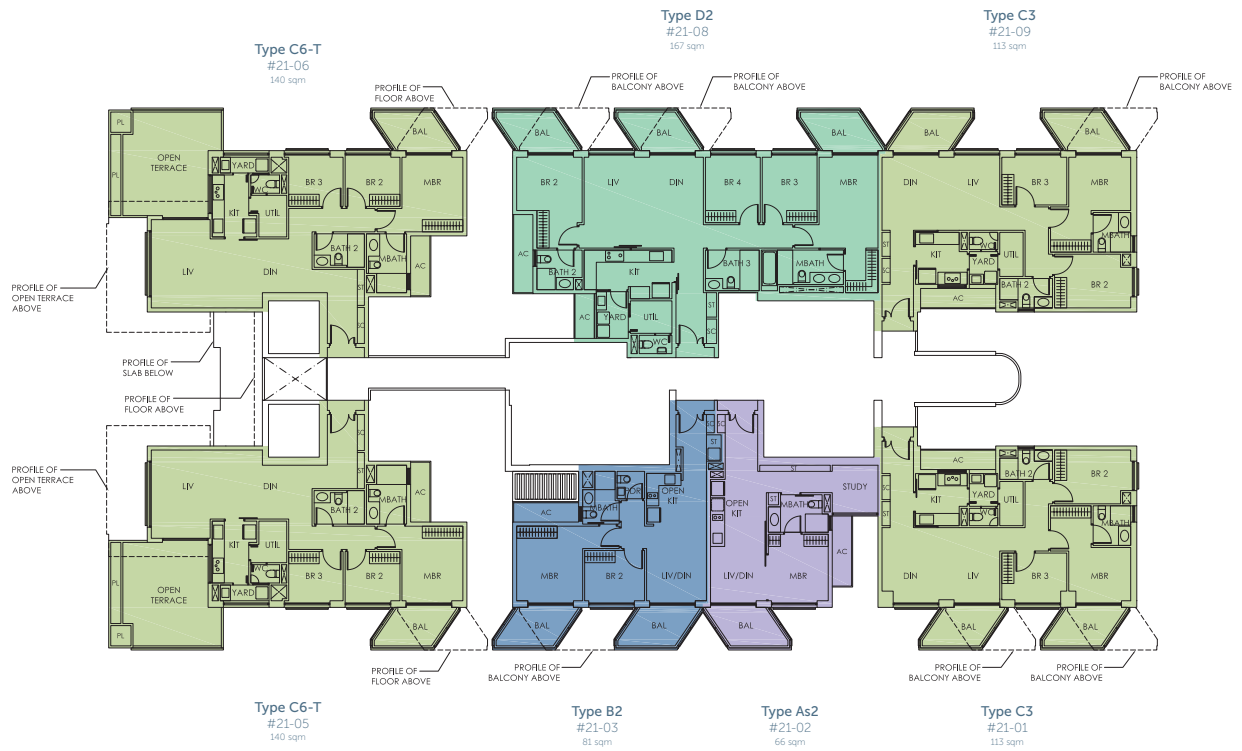 Type C6-T
#21-06
140 sqm
Type D2
#21-08
167 sqm
Type C3
#21-09
113 sqm
PROFILE OF
FLOOR ABOVE
PROFILE OF
BALCONY ABOVE
PROFILE OF
BALCONY ABOVE
PROFILE OF
BALCONY ABOVE
PL
PL
OPEN
TERRACE
YARD
WC
KIT
UTIL
BR 3
BR 2
MBR
BAL
LIV
DIN
BATH 2
MBATH
AC
ST
SC
PROFILE OF
OPEN TERRACE
ABOVE
PROFILE OF
SLAB BELOW
PROFILE OF
FLOOR ABOVE
BAL
BAL
BAL
BR 2
LIV
DIN
BR 4
BR 3
MBR
AC
BATH 2
KIT
BATH 3
MBATH
AC
YARD
UTIL
WC
ST
SC
BAL
BAL
DIN
LIV
BR 3
MBR
ST
SC
KIT
WC
YARD
UTIL
MBATH
BATH 2
BR 2
AC
PROFILE OF
OPEN TERRACE
ABOVE
LIV
DIN
SC
ST
BATH 2
MBATH
AC
KIT
UTIL
WC
YARD
PL
PL
OPEN
TERRACE
BR 3
BR 2
MBR
BAL
PROFILE OF
FLOOR ABOVE
AC
MBATH
OPEN
KIT
SC
ST
MBR
BR 2
LIV/DIN
BAL
BAL
PROFILE OF
BALCONY ABOVE
SC
ST
STUDY
OPEN
KIT
ST
MBATH
AC
LIV/DIN
MBR
BAL
SC
ST
AC
KIT
YARD
WC
UTIL
BATH 2
BR 2
MBATH
DIN
LIV
BR 3
MBR
BAL
BAL
PROFILE OF
BALCONY ABOVE
PROFILE OF
BALCONY ABOVE
Type C6-T
#21-05
140 sqm
Type B2
#21-03
81 sqm
Type As2
#21-02
66 sqm
Type C3
#21-01
113 sqm